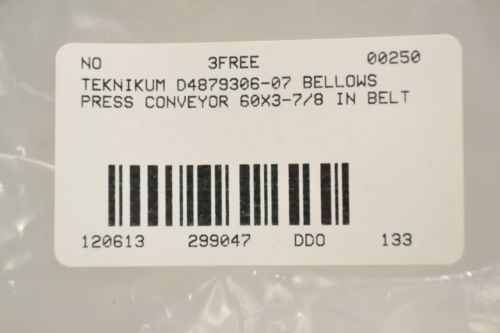 NO 3FREE 00250
TEKNIKUM D4879306-07 BELLOWS
PRESS CONVEYOR 60X3-7/8 IN BELT
120613 299047 DDO 133